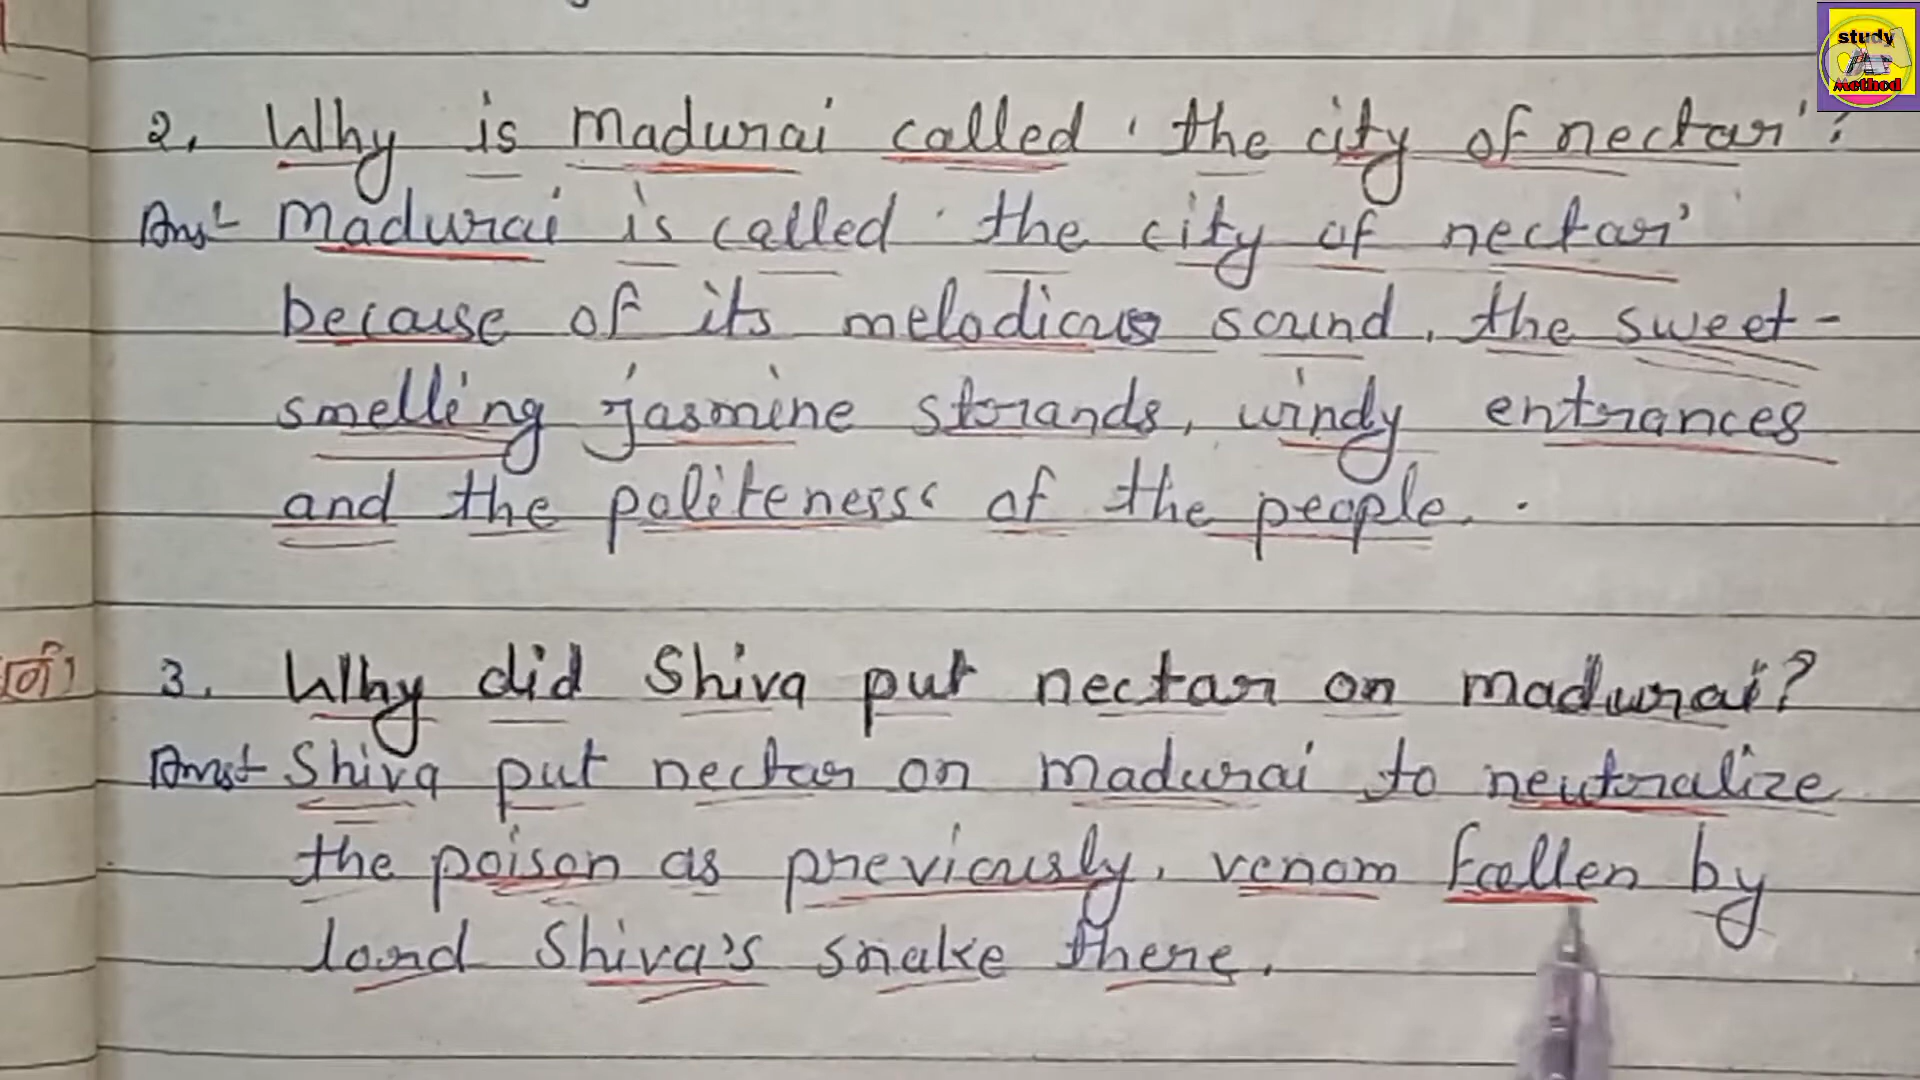 study
Method
2. Why is madurai called 'the city of nectar'?
Ans- Madurai is called 'the city of nectar'
because of its melodious sound, the sweet-
smelling jasmine strands, windy entrances
and the politeness of the people.
3. Why did Shiva put nectar on madurai?
Ans- Shiva put nectar on madurai to neutralize
the poison as previously, venom fallen by
lord Shiva's snake there.